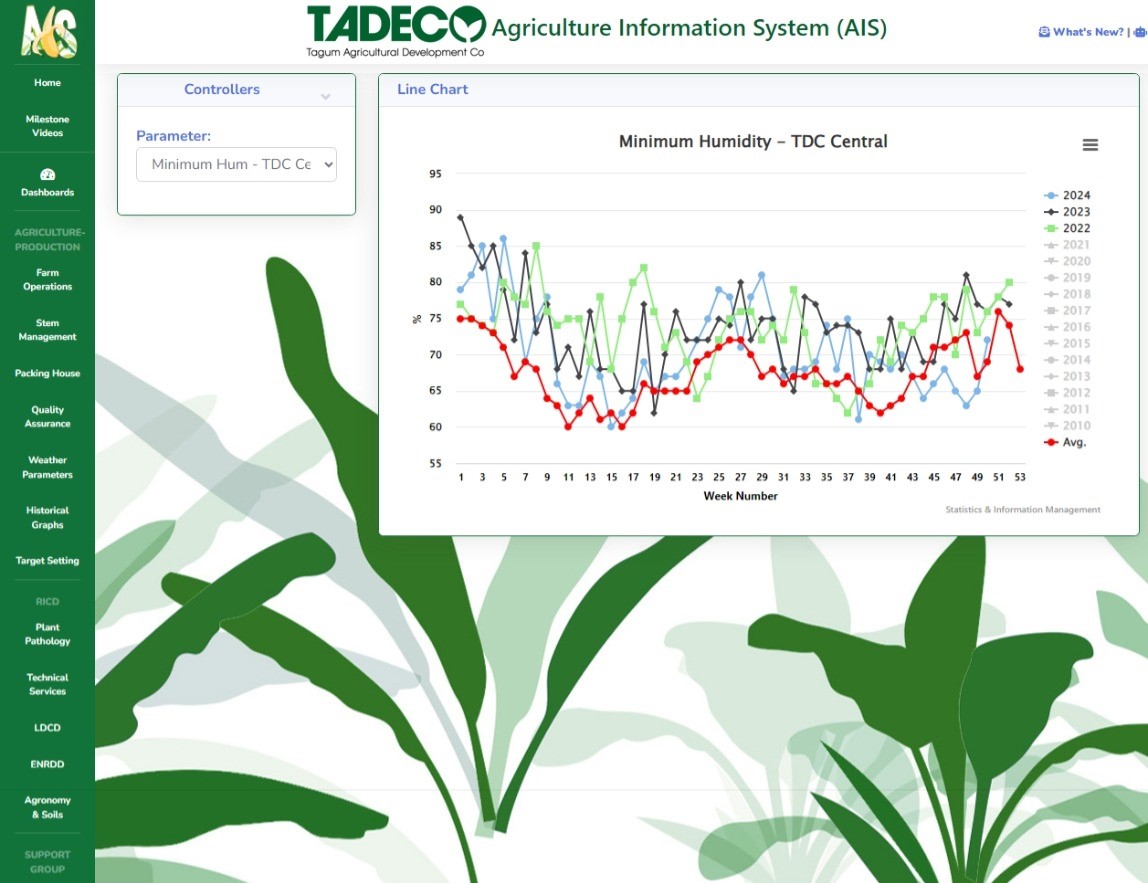 AIS
Home
Milestone
Videos
Dashboards
AGRICULTURE-
PRODUCTION
Farm
Operations
Stem
Management
Packing House
Quality
Assurance
Weather
Parameters
Historical
Graphs
Target Setting
RICD
Plant
Pathology
Technical
Services
LDCD
ENRDD
Agronomy
& Soils
SUPPORT
GROUP
TADECO
Tagum Agricultural Development Co
Agriculture Information System (AIS)
What's New? |
Controllers
Parameter:
Minimum Hum - TDC Ce
Line Chart
Minimum Humidity – TDC Central
95
90
85
80
75
70
65
60
55
%
1 3 5 7 9 11 13 15 17 19 21 23 25 27 29 31 33 35 37 39 41 43 45 47 49 51 53
Week Number
2024
2023
2022
2021
2020
2019
2018
2017
2016
2015
2014
2013
2012
2011
2010
Avg.
Statistics & Information Management